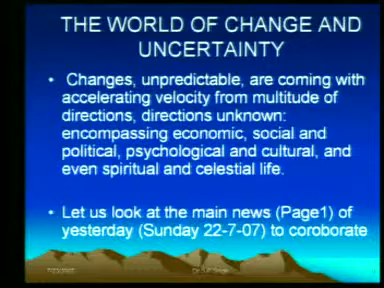 THE WORLD OF CHANGE AND
UNCERTAINTY
• Changes, unpredictable, are coming with
accelerating velocity from multitude of
directions, directions unknown:
encompassing economic, social and
political, psychological and cultural, and
even spiritual and celestial life.
• Let us look at the main news (Page1) of
yesterday (Sunday 22-7-07) to coroborate